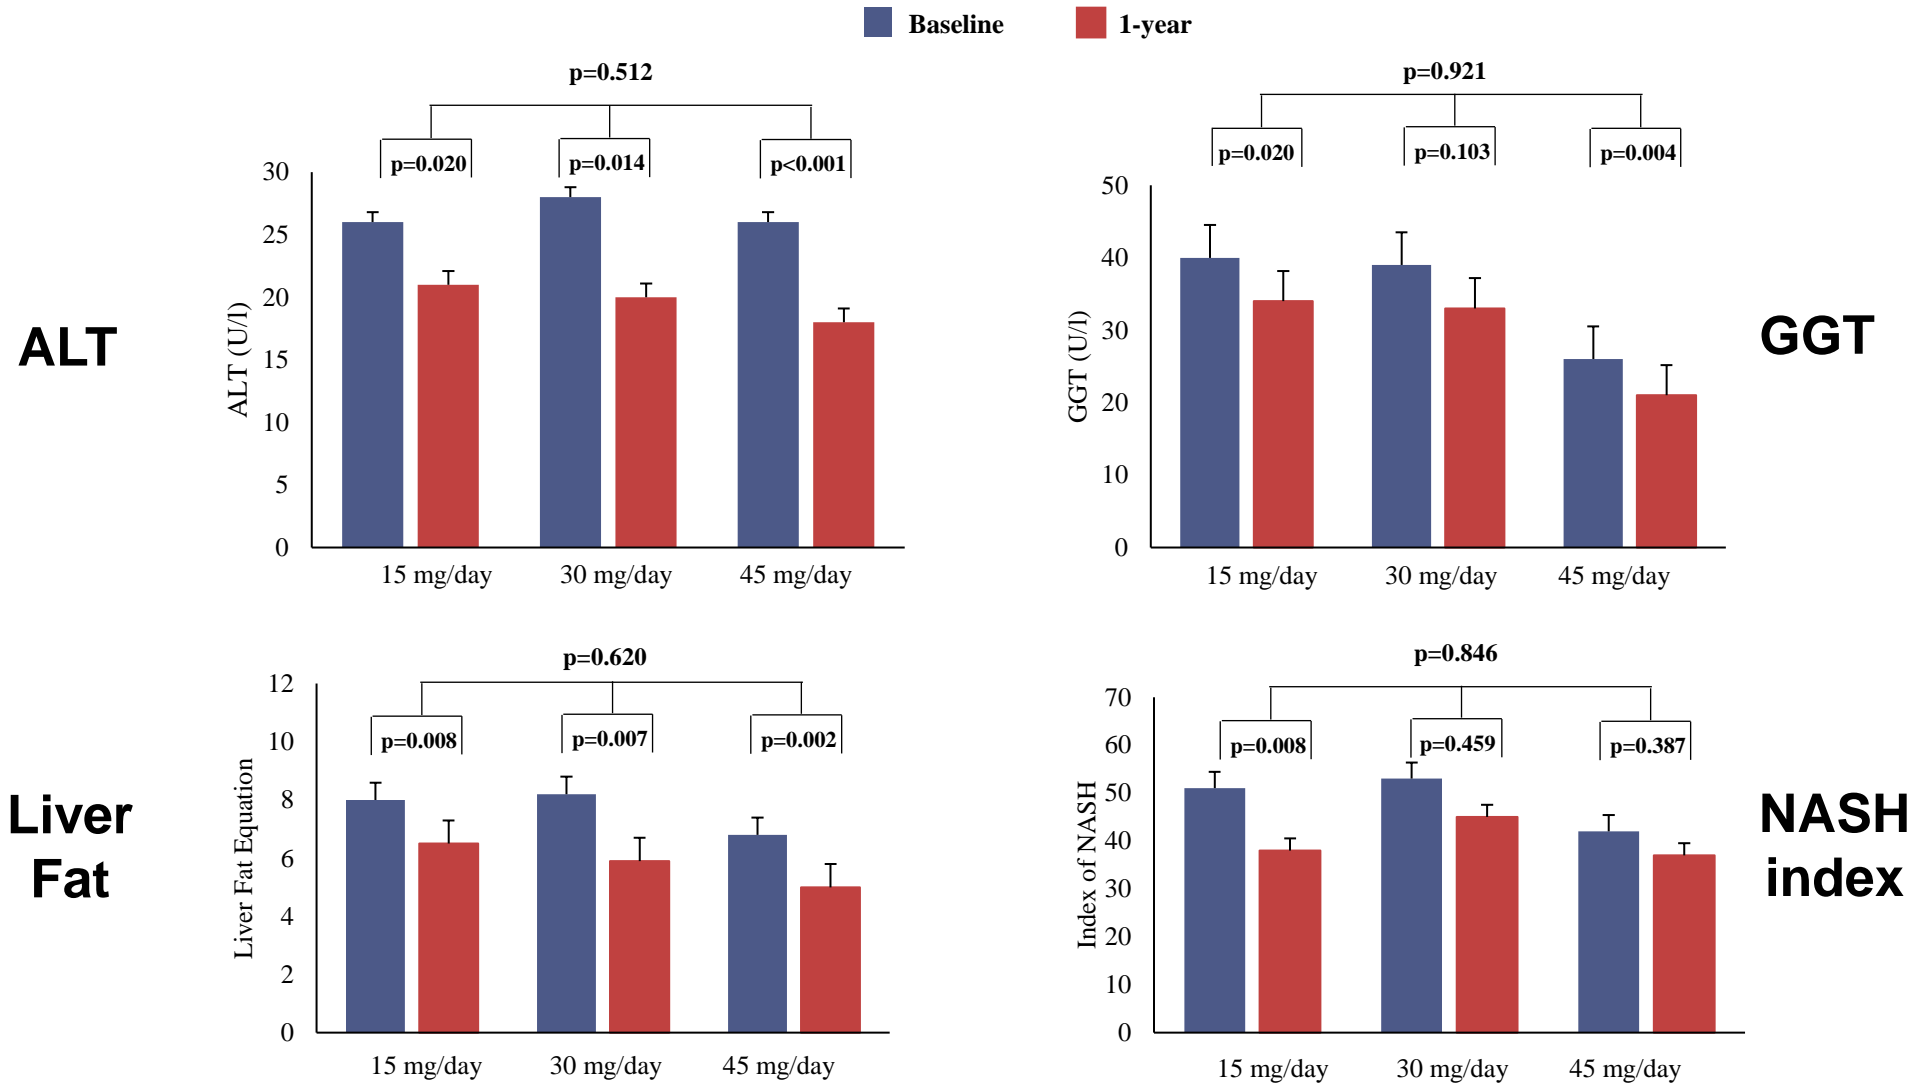 Baseline
1-year
ALT
p=0.512
p=0.020
p=0.014
p<0.001
ALT (U/l)
30
25
20
15
10
5
0
15 mg/day
30 mg/day
45 mg/day
p=0.921
p=0.020
p=0.103
p=0.004
GGT (U/l)
50
40
30
20
10
0
15 mg/day
30 mg/day
45 mg/day
GGT
Liver
Fat
p=0.620
p=0.008
p=0.007
p=0.002
Liver Fat Equation
12
10
8
6
4
2
0
15 mg/day
30 mg/day
45 mg/day
p=0.846
p=0.008
p=0.459
p=0.387
Index of NASH
70
60
50
40
30
20
10
0
15 mg/day
30 mg/day
45 mg/day
NASH
index